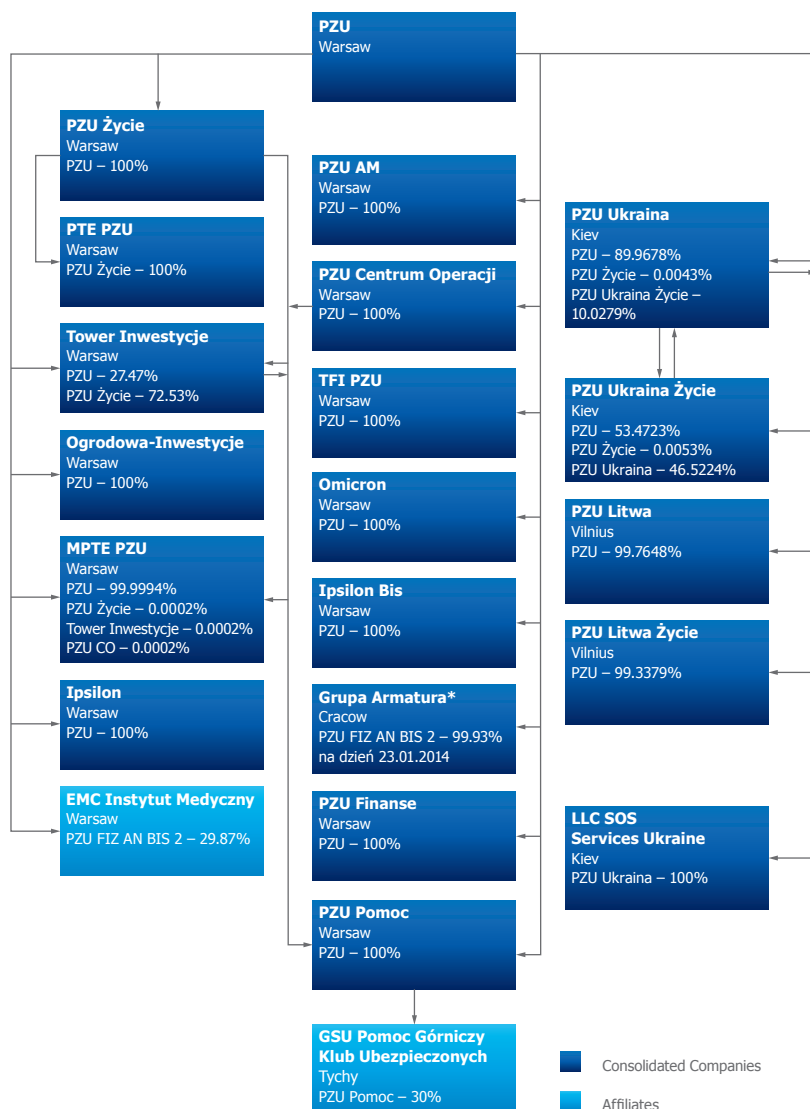 PZU
Warsaw
PZU Życie
Warsaw
PZU – 100%
PTE PZU
Warsaw
PZU Życie – 100%
Tower Inwestycje
Warsaw
PZU – 27.47%
PZU Życie – 72.53%
Ogrodowa-Inwestycje
Warsaw
PZU – 100%
MPTE PZU
Warsaw
PZU – 99.9994%
PZU Życie – 0.0002%
Tower Inwestycje – 0.0002%
PZU CO – 0.0002%
Ipsilon
Warsaw
PZU – 100%
EMC Instytut Medyczny
Warsaw
PZU FIZ AN BIS 2 – 29.87%
PZU AM
Warsaw
PZU – 100%
PZU Centrum Operacji
Warsaw
PZU – 100%
TFI PZU
Warsaw
PZU – 100%
Omicron
Warsaw
PZU – 100%
Ipsilon Bis
Warsaw
PZU – 100%
Grupa Armatura*
Cracow
PZU FIZ AN BIS 2 – 99.93%
na dzień 23.01.2014
PZU Finanse
Warsaw
PZU – 100%
PZU Pomoc
Warsaw
PZU – 100%
GSU Pomoc Górniczy
Klub Ubezpieczonych
Tychy
PZU Pomoc – 30%
PZU Ukraina
Kiev
PZU – 89.9678%
PZU Życie – 0.0043%
PZU Ukraina Życie –
10.0279%
PZU Ukraina Życie
Kiev
PZU – 53.4723%
PZU Życie – 0.0053%
PZU Ukraina – 46.5224%
PZU Litwa
Vilnius
PZU – 99.7648%
PZU Litwa Życie
Vilnius
PZU – 99.3379%
LLC SOS
Services Ukraine
Kiev
PZU Ukraina – 100%
Consolidated Companies
Affiliates